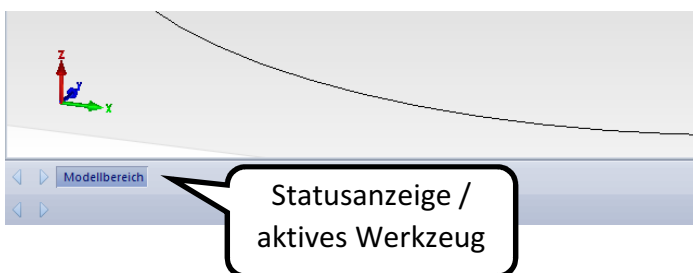 Z
Y
X
Modellbereich
Statusanzeige /
aktives Werkzeug